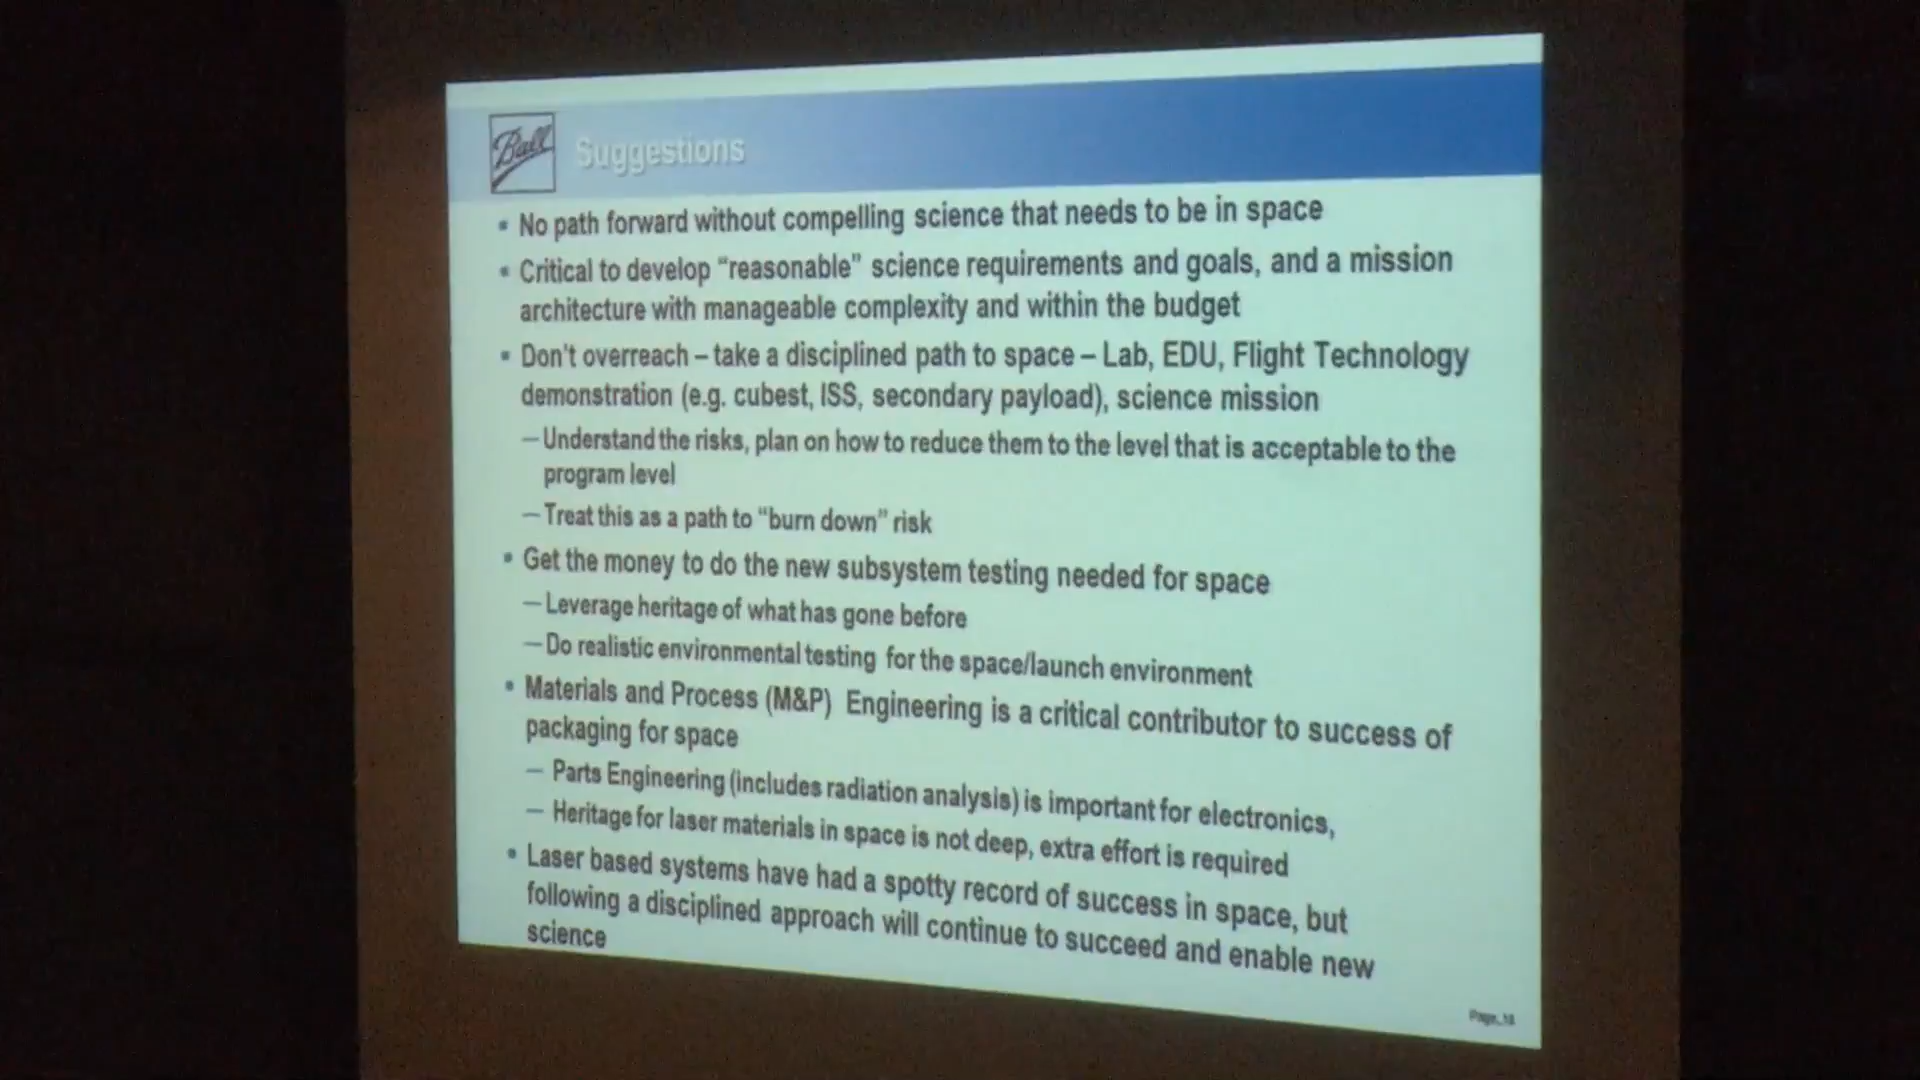 Ball
Suggestions
▪ No path forward without compelling science that needs to be in space
▪ Critical to develop “reasonable” science requirements and goals, and a mission
architecture with manageable complexity and within the budget
▪ Don't overreach – take a disciplined path to space – Lab, EDU, Flight Technology
demonstration (e.g. cubest, ISS, secondary payload), science mission
– Understand the risks, plan on how to reduce them to the level that is acceptable to the
program level
– Treat this as a path to “burn down” risk
▪ Get the money to do the new subsystem testing needed for space
– Leverage heritage of what has gone before
– Do realistic environmental testing for the space/launch environment
▪ Materials and Process (M&P) Engineering is a critical contributor to success of
packaging for space
– Parts Engineering (includes radiation analysis) is important for electronics,
– Heritage for laser materials in space is not deep, extra effort is required
▪ Laser based systems have had a spotty record of success in space, but
following a disciplined approach will continue to succeed and enable new
science